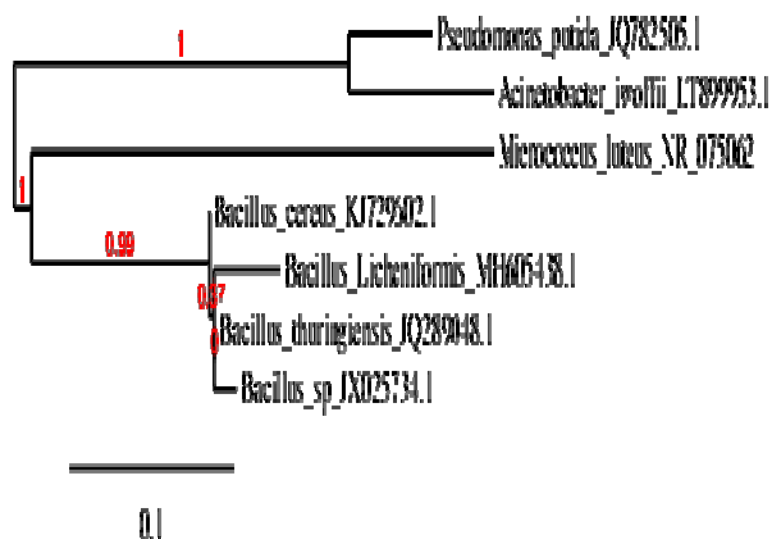 1
Pseudomonas_putida_JQ782505.1
Acinetobacter_iwoffii_LT899953.1
Micrococcus_luteus_NR_075062
1
Bacillus_cereus_KJ729602.1
0.99
Bacillus_Licheniformis_MH605438.1
Bacillus_thuringiensis_JQ289048.1
0
Bacillus_sp_JX025734.1
0.1